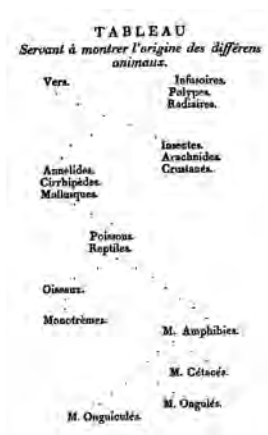 TABLEAU
Servant à montrer l'origine des différens
animaux.
Vers.
Infusoires.
Polypes.
Radiaires.
Insectes.
Arachnides.
Crustacés.
Annelides.
Cirrhipèdes.
Mollusques.
Poissons.
Reptiles.
Oiseaux.
Monotrèmes.
M. Amphibies.
M. Cétacés.
M. Ongulés.
M. Onguiculés.